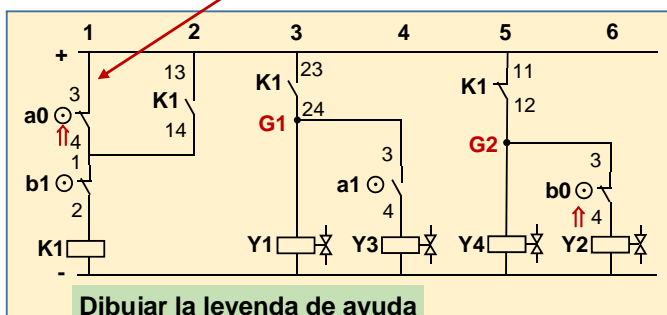 1 2 3 4 5 6
+
13 23 11
3 K1 K1 K1
a0 24 12
4 14 G1 G2
1 3 3
b1 a1 b0
2 4 4
K1 Y1 Y3 Y4 Y2
-
Dibujar la leyenda de ayuda